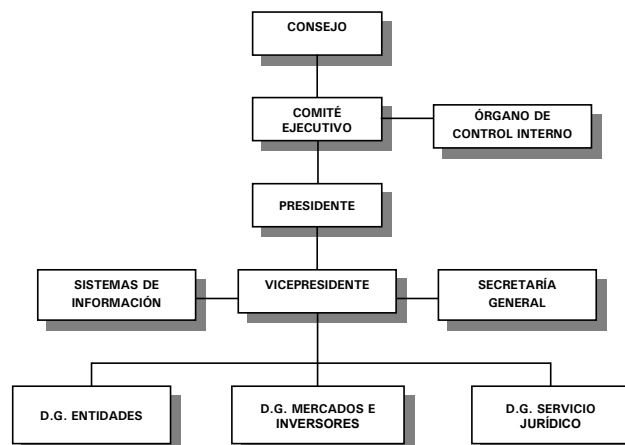 CONSEJO
COMITÉ
EJECUTIVO
ÓRGANO DE
CONTROL INTERNO
PRESIDENTE
SISTEMAS DE
INFORMACIÓN
VICEPRESIDENTE
SECRETARÍA
GENERAL
D.G. ENTIDADES
D.G. MERCADOS E
INVERSORES
D.G. SERVICIO
JURÍDICO